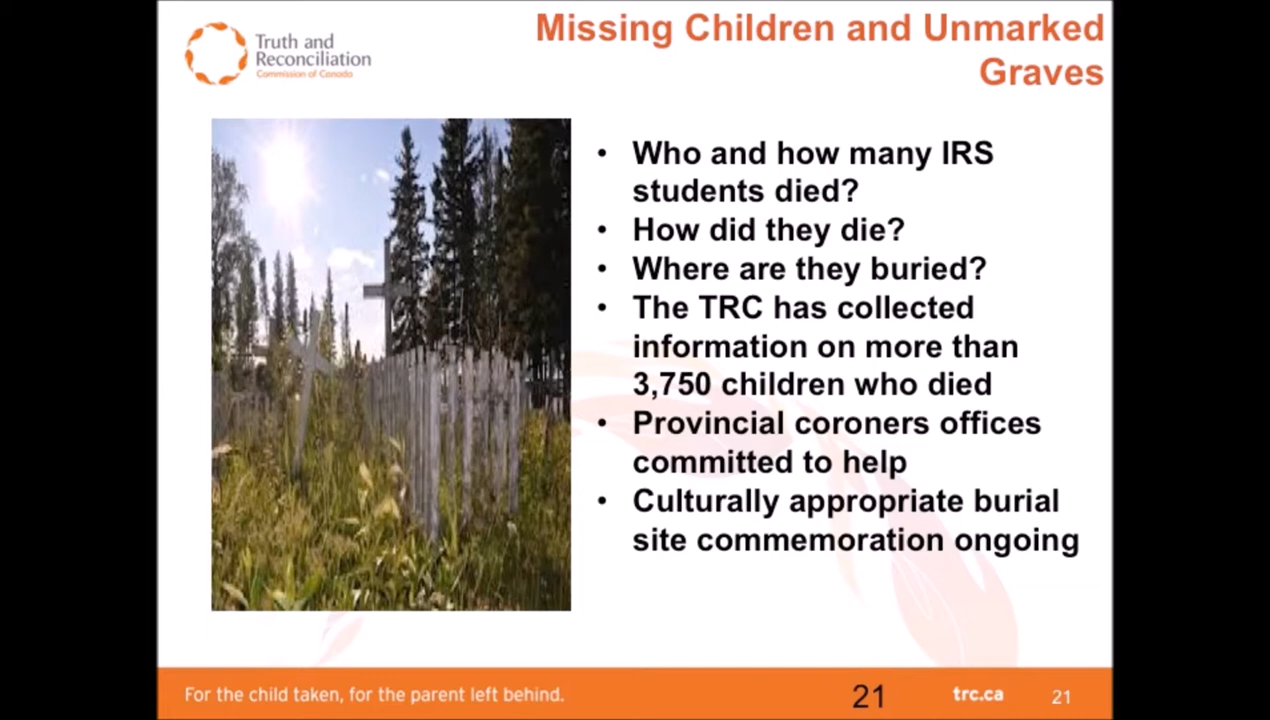 Truth and
Reconciliation
Commission of Canada
Missing Children and Unmarked
Graves
• Who and how many IRS
students died?
• How did they die?
• Where are they buried?
• The TRC has collected
information on more than
3,750 children who died
• Provincial coroners offices
committed to help
• Culturally appropriate burial
site commemoration ongoing
For the child taken, for the parent left behind.
21
trc.ca
21